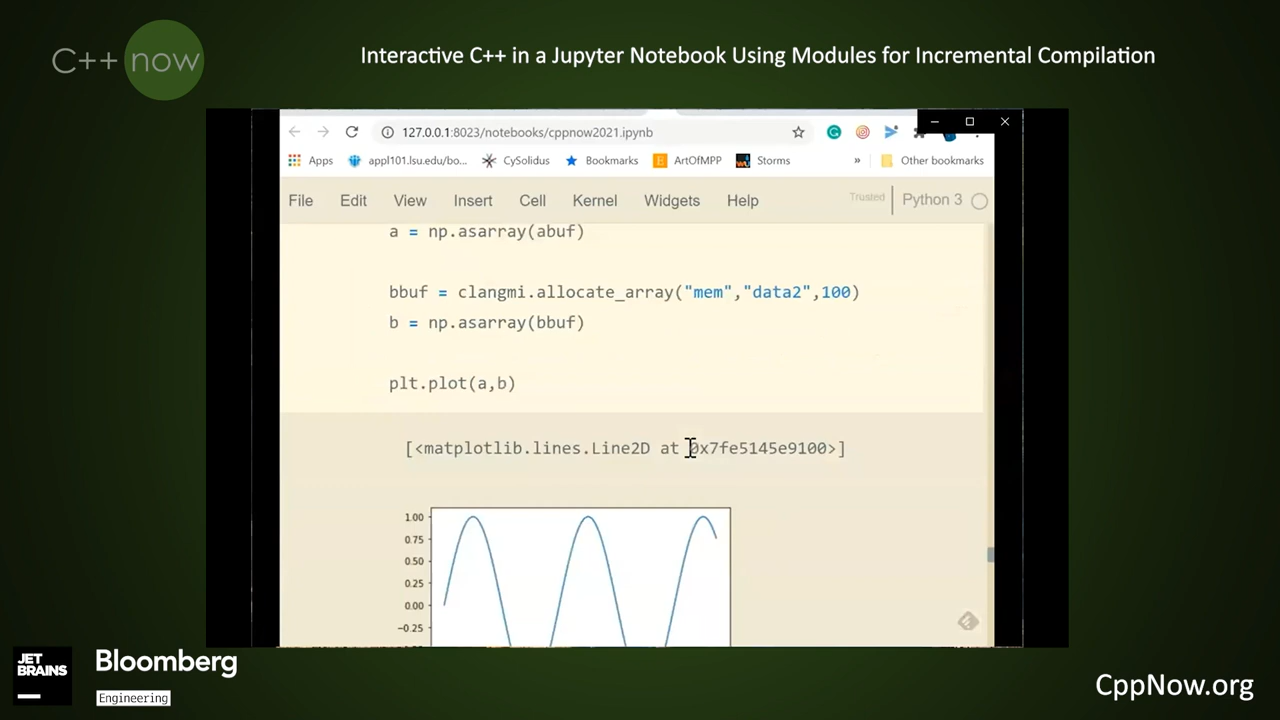 C++ now
Interactive C++ in a Jupyter Notebook Using Modules for Incremental Compilation
127.0.0.1:8023/notebooks/cppnow2021.ipynb
Apps
appl101.lsu.edu/bo...
CySolidus
Bookmarks
ArtOfMPP
Storms
»
Other bookmarks
File Edit View Insert Cell Kernel Widgets Help
Trusted
Python 3
a = np.asarray(abuf)
bbuf = clangmi.allocate_array("mem","data2",100)
b = np.asarray(bbuf)
plt.plot(a,b)
[<matplotlib.lines.Line2D at 0x7fe5145e9100>]
1.00
0.75
0.50
0.25
0.00
−0.25
JET
BRAINS
Bloomberg
Engineering
CppNow.org